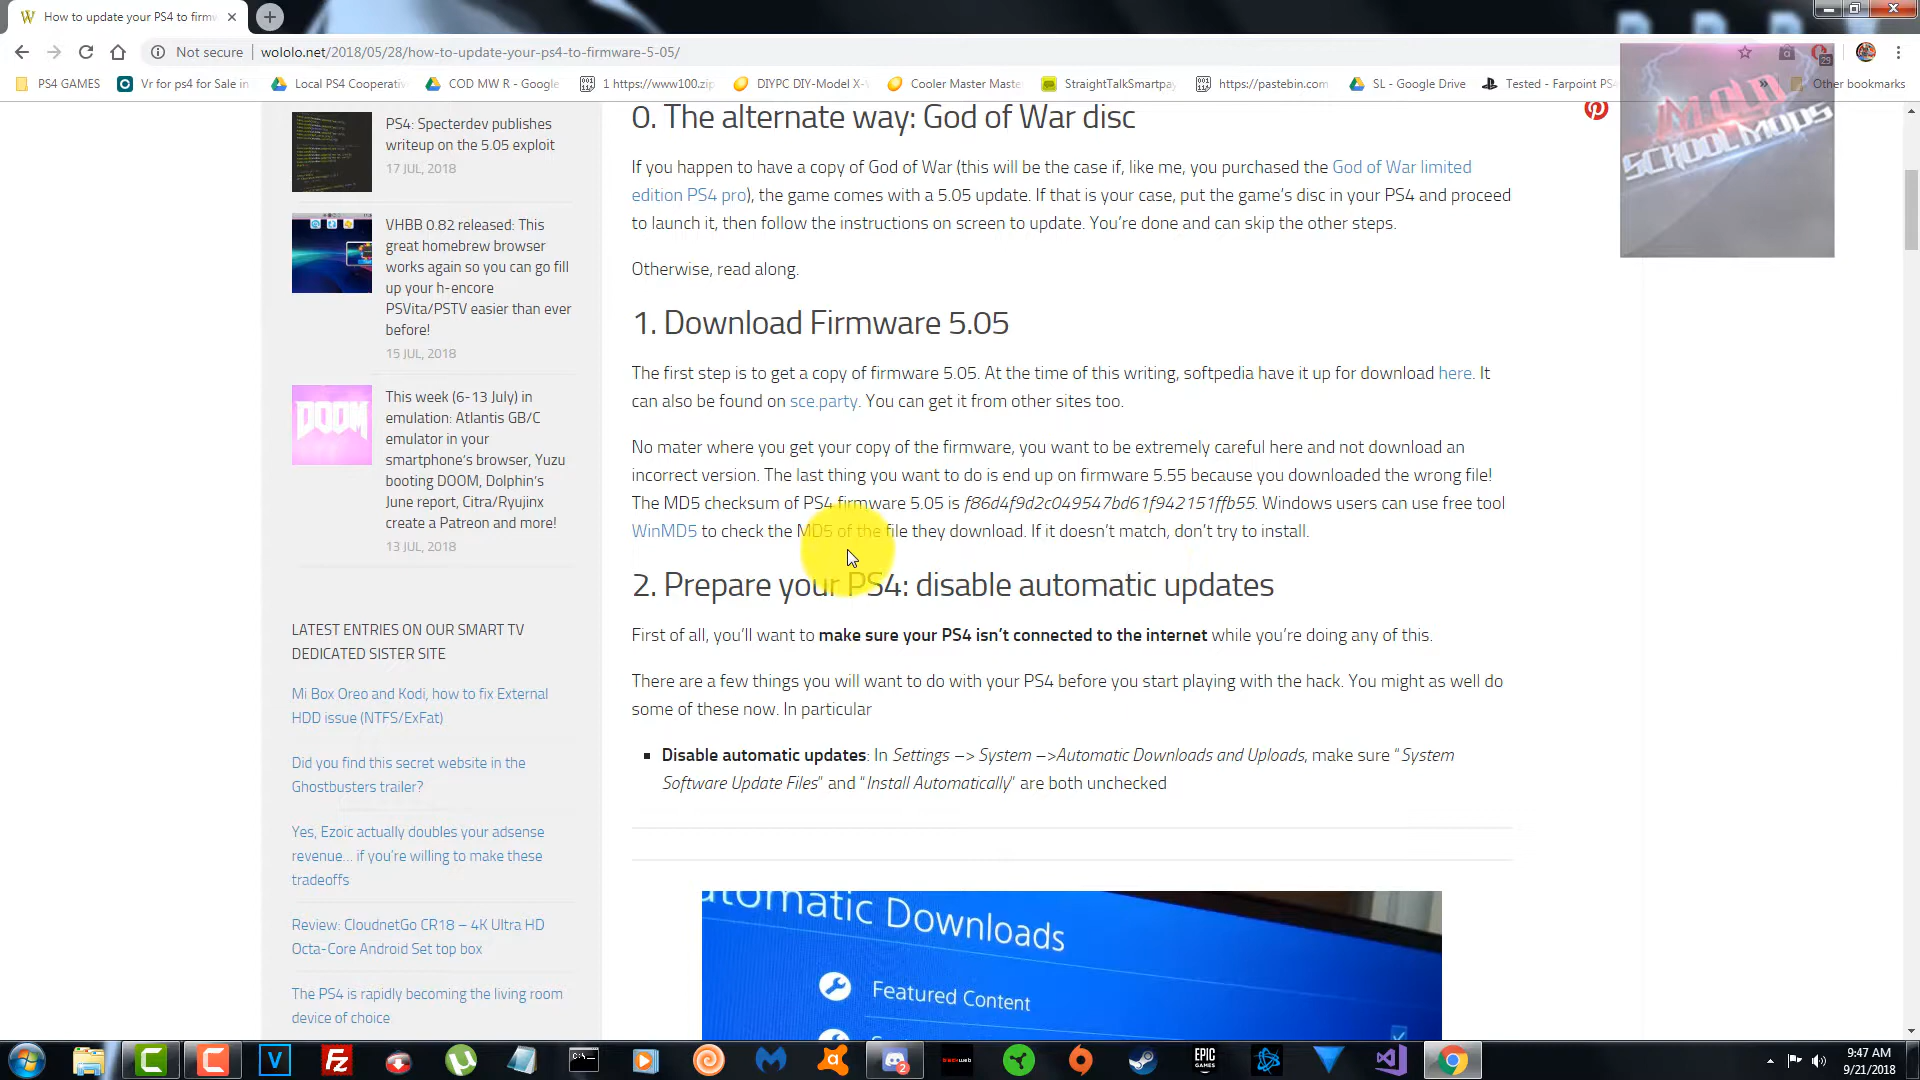 How to update your PS4 to firmw
Not secure
wololo.net/2018/05/28/how-to-update-your-ps4-to-firmware-5-05/
PS4 GAMES
Vr for ps4 for Sale in
Local PS4 Cooperativ
COD MW R - Google
1 https://www100.zip
DIYPC DIY-Model X-
Cooler Master Maste
StraightTalkSmartpa
https://pastebin.com
SL - Google Drive
Tested - Farpoint PS
Other bookmarks
29
SCHOOL MODS
PS4: Specterdev publishes
writeup on the 5.05 exploit
17 JUL, 2018
VHBB 0.82 released: This
great homebrew browser
works again so you can go fill
up your h-encore
PSVita/PSTV easier than ever
before!
15 JUL, 2018
DOOM
This week (6-13 July) in
emulation: Atlantis GB/C
emulator in your
smartphone's browser, Yuzu
booting DOOM, Dolphin's
June report, Citra/Ryujinx
create a Patreon and more!
13 JUL, 2018
LATEST ENTRIES ON OUR SMART TV
DEDICATED SISTER SITE
Mi Box Oreo and Kodi, how to fix External
HDD issue (NTFS/ExFat)
Did you find this secret website in the
Ghostbusters trailer?
Yes, Ezoic actually doubles your adsense
revenue… if you're willing to make these
tradeoffs
Review: CloudnetGo CR18 – 4K Ultra HD
Octa-Core Android Set top box
The PS4 is rapidly becoming the living room
device of choice
0. The alternate way: God of War disc
If you happen to have a copy of God of War (this will be the case if, like me, you purchased the God of War limited
edition PS4 pro), the game comes with a 5.05 update. If that is your case, put the game's disc in your PS4 and proceed
to launch it, then follow the instructions on screen to update. You're done and can skip the other steps.
Otherwise, read along.
1. Download Firmware 5.05
The first step is to get a copy of firmware 5.05. At the time of this writing, softpedia have it up for download here. It
can also be found on sce.party. You can get it from other sites too.
No mater where you get your copy of the firmware, you want to be extremely careful here and not download an
incorrect version. The last thing you want to do is end up on firmware 5.55 because you downloaded the wrong file!
The MD5 checksum of PS4 firmware 5.05 is f86d4f9d2c049547bd61f942151ffb55. Windows users can use free tool
WinMD5 to check the MD5 of the file they download. If it doesn't match, don't try to install.
2. Prepare your PS4: disable automatic updates
First of all, you'll want to make sure your PS4 isn't connected to the internet while you're doing any of this.
There are a few things you will want to do with your PS4 before you start playing with the hack. You might as well do
some of these now. In particular
Disable automatic updates: In Settings –> System –>Automatic Downloads and Uploads, make sure “System
Software Update Files” and “Install Automatically” are both unchecked
utomatic Downloads
Featured Content
EPIC
GAMES
2
9:47 AM
9/21/2018